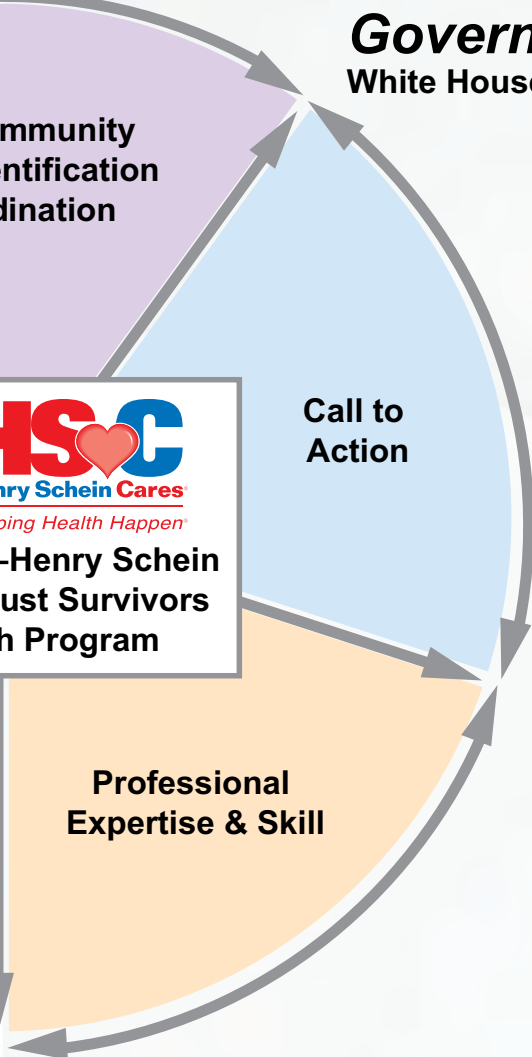 Govern
White House
mmunity
entification
dination
Call to
Action
HS C
nry Schein Cares®
ping Health Happen®
-Henry Schein
ust Survivors
h Program
Professional
Expertise & Skill